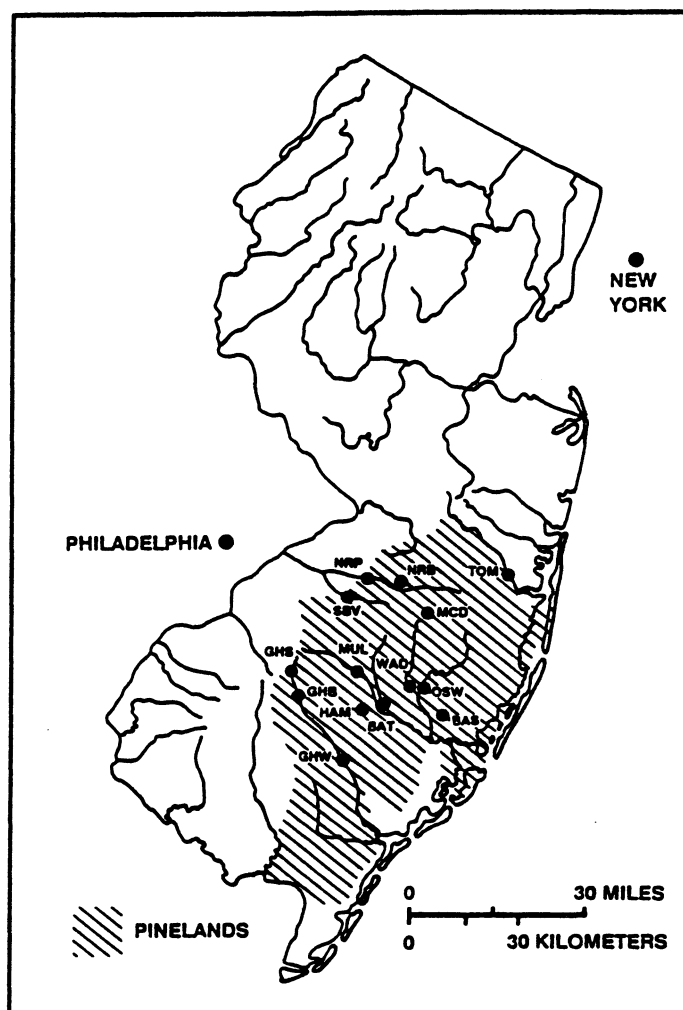 NEW
YORK
PHILADELPHIA
NRP
NRB
TOM
SBV
MCD
GHS
MUL
WAD
GHB
OSW
HAM
BAT
BAS
GHW
0 30 MILES
0 30 KILOMETERS
PINELANDS